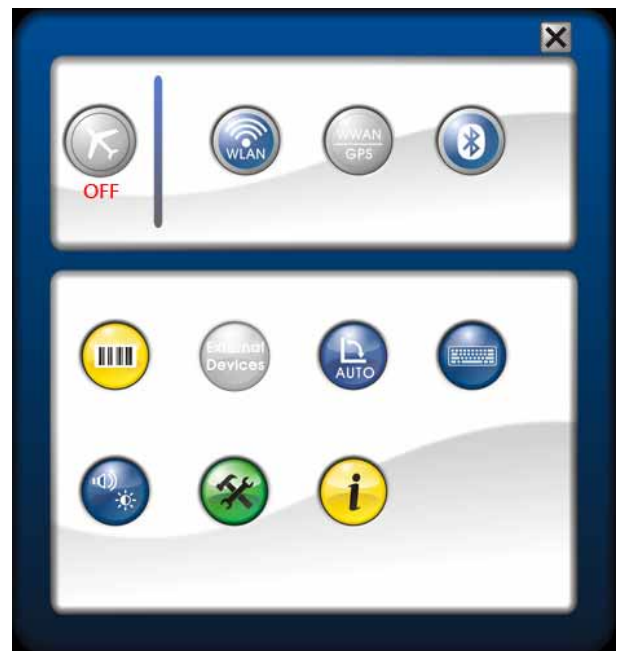 WLAN
WWAN
GPS
OFF
External
Devices
AUTO
i